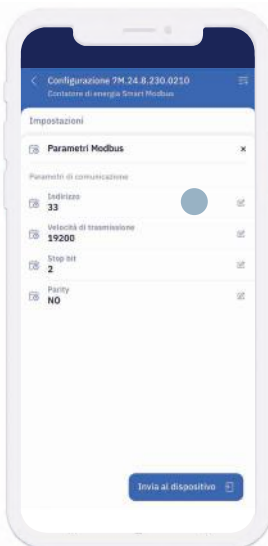 Configurazione 7M.24.8.230.0210
Contatore di energia Smart Modbus
Impostazioni
Parametri Modbus
Parametri di comunicazione
Indirizzo
33
Velocità di trasmissione
19200
Stop bit
2
Parity
NO
Invia al dispositivo